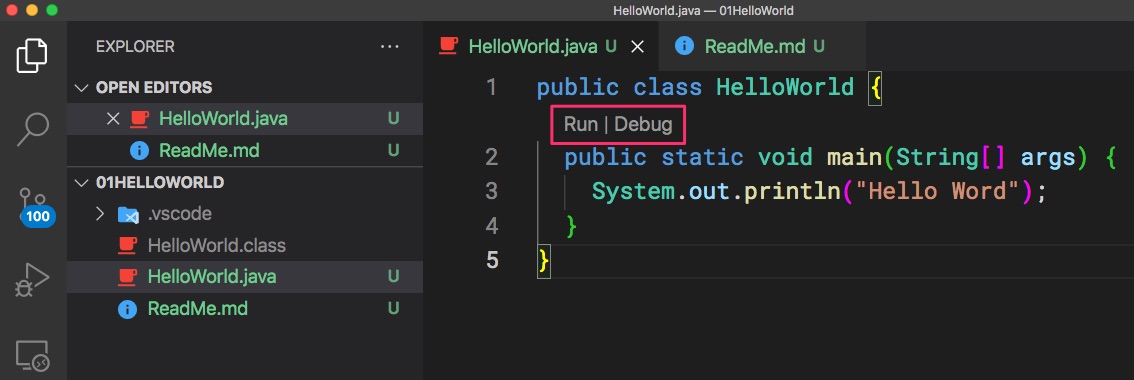 HelloWorld.java — 01HelloWorld
EXPLORER ···
OPEN EDITORS
HelloWorld.java U
ReadMe.md U
01HELLOWORLD
.vscode
HelloWorld.class
HelloWorld.java U
ReadMe.md U
100
HelloWorld.java U
ReadMe.md U
1 public class HelloWorld {
Run | Debug
2 public static void main(String[] args) {
3 System.out.println("Hello Word");
4 }
5 }